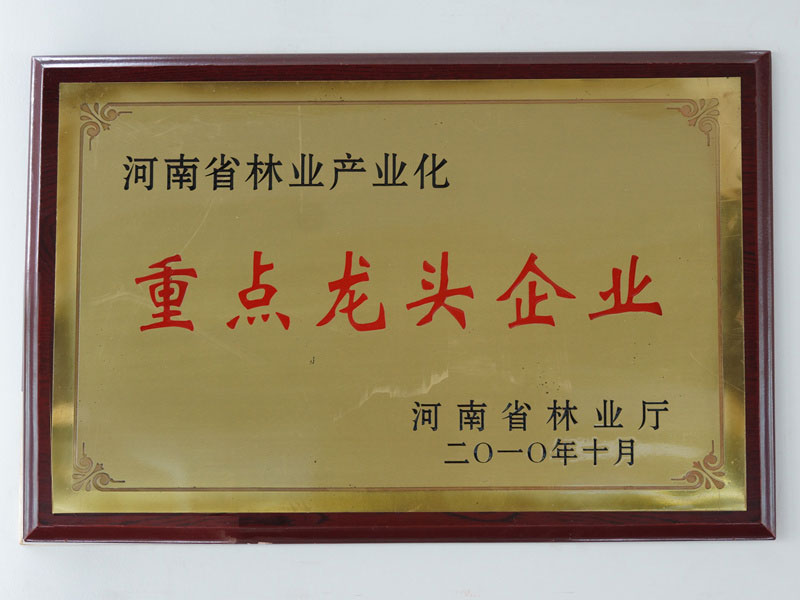 河南省林业产业化
重点龙头企业
河南省林业厅
二〇一〇年十月